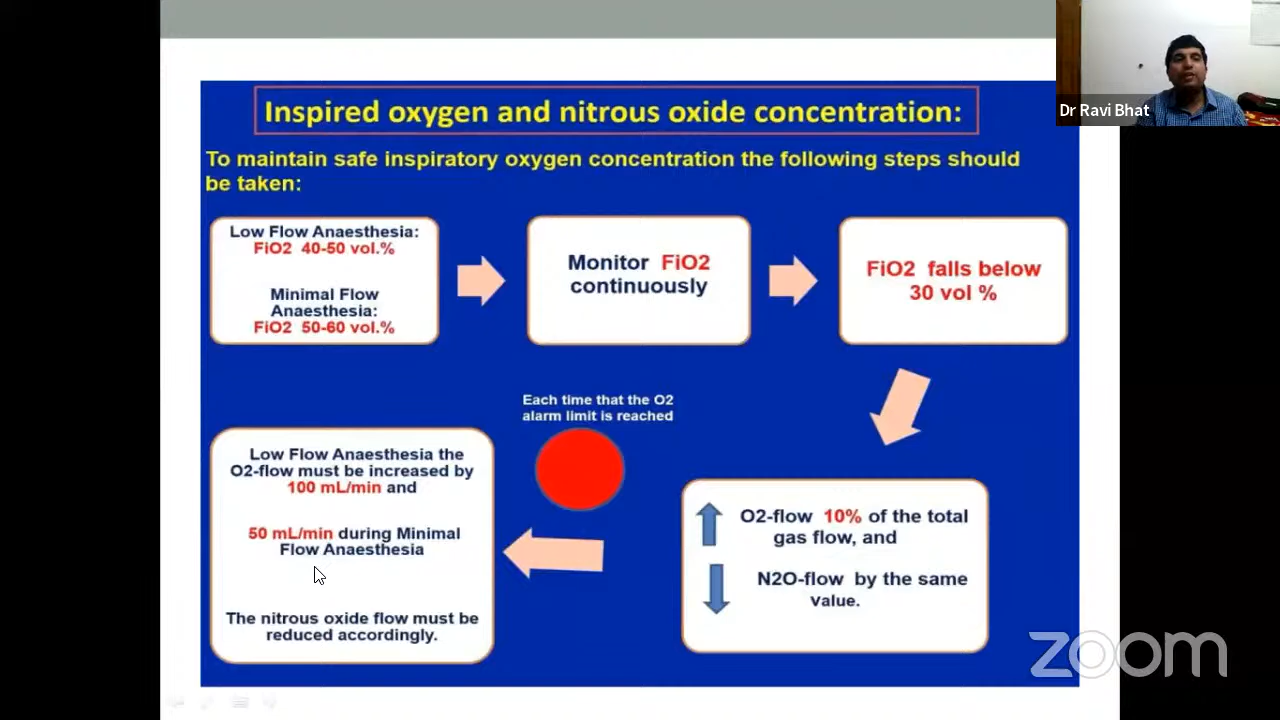 Inspired oxygen and nitrous oxide concentration:
Dr Ravi Bhat
To maintain safe inspiratory oxygen concentration the following steps should
be taken:
Low Flow Anaesthesia:
FiO2 40-50 vol.%
Minimal Flow
Anaesthesia:
FiO2 50-60 vol.%
Monitor FiO2
continuously
FiO2 falls below
30 vol %
O2-flow 10% of the total
gas flow, and
N2O-flow by the same
value.
Each time that the O2
alarm limit is reached
Low Flow Anaesthesia the
O2-flow must be increased by
100 mL/min and
50 mL/min during Minimal
Flow Anaesthesia
The nitrous oxide flow must be
reduced accordingly.
zoom